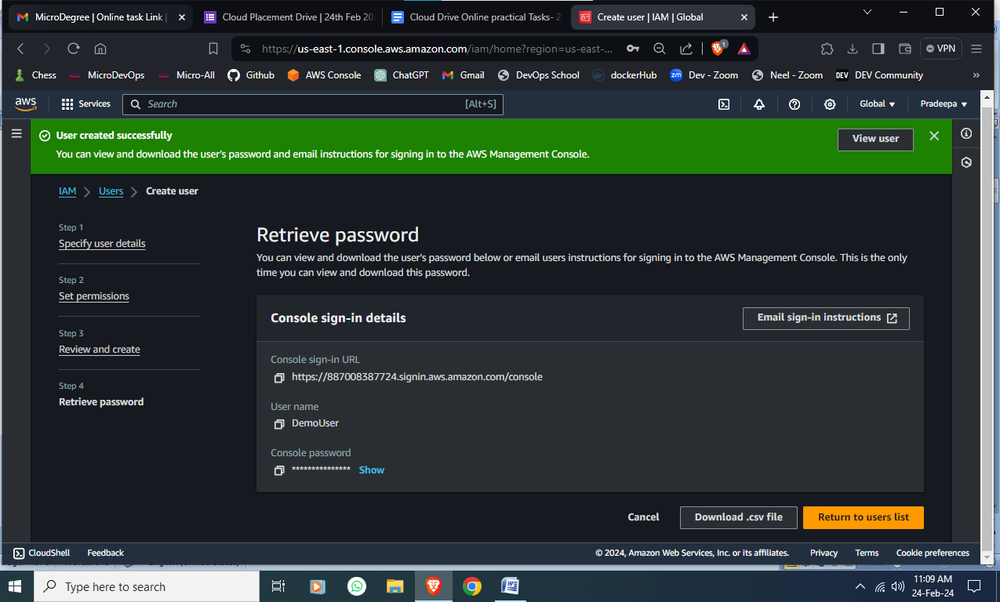 MicroDegree | Online task Link |
Cloud Placement Drive | 24th Feb 20
Cloud Drive Online practical Tasks- 2
Create user | IAM | Global
https://us-east-1.console.aws.amazon.com/iam/home?region=us-east-...
1
VPN
Chess
MicroDevOps
Micro-All
Github
AWS Console
ChatGPT
Gmail
DevOps School
dockerHub
zm
Dev - Zoom
Neel - Zoom
DEV
DEV Community
»
aws
Services
Search
[Alt+S]
Global
Pradeepa
User created successfully
You can view and download the user's password and email instructions for signing in to the AWS Management Console.
View user
IAM
Users
Create user
Step 1
Specify user details
Step 2
Set permissions
Step 3
Review and create
Step 4
Retrieve password
Retrieve password
You can view and download the user's password below or email users instructions for signing in to the AWS Management Console. This is the only
time you can view and download this password.
Console sign-in details
Email sign-in instructions
Console sign-in URL
https://887008387724.signin.aws.amazon.com/console
User name
DemoUser
Console password
*************** Show
Cancel
Download .csv file
Return to users list
CloudShell
Feedback
© 2024, Amazon Web Services, Inc. or its affiliates.
Privacy
Terms
Cookie preferences
Type here to search
11:09 AM
24-Feb-24